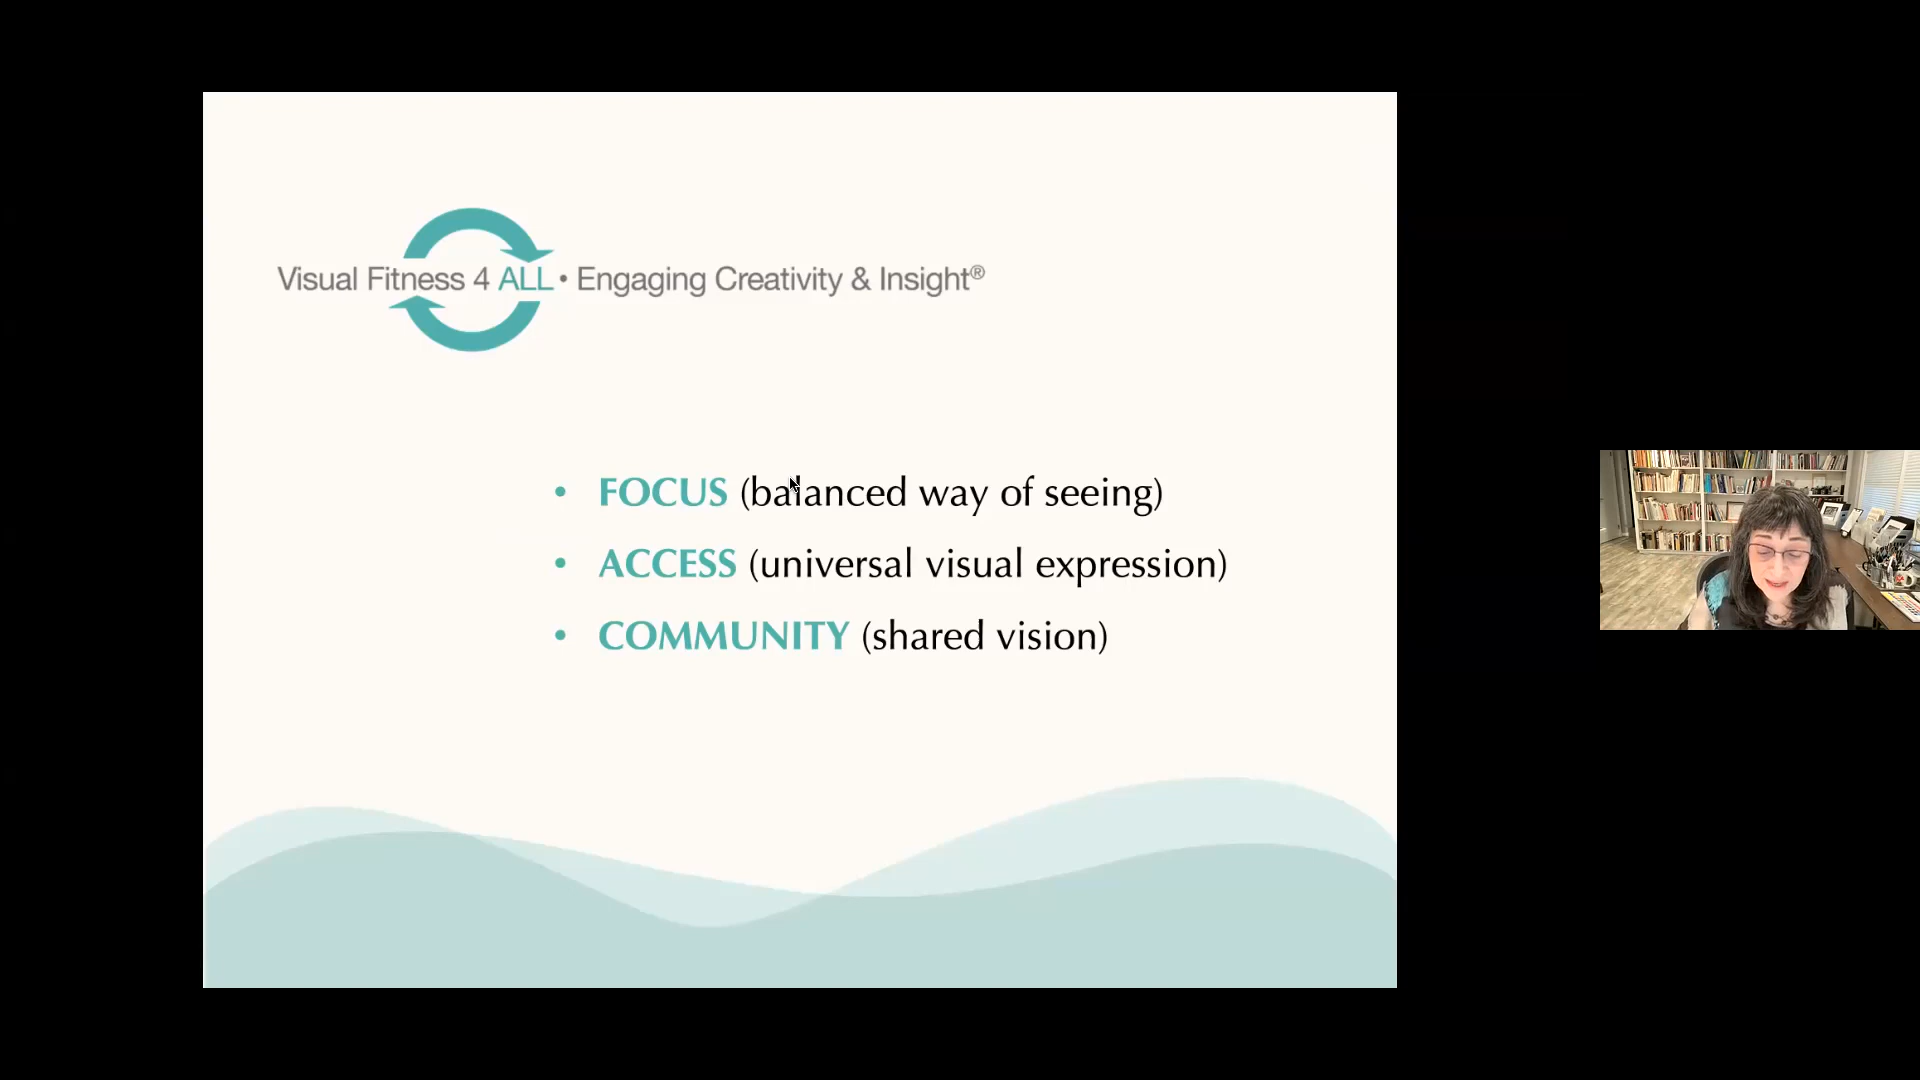 Visual Fitness 4 ALL • Engaging Creativity & Insight®
• FOCUS (balanced way of seeing)
• ACCESS (universal visual expression)
• COMMUNITY (shared vision)